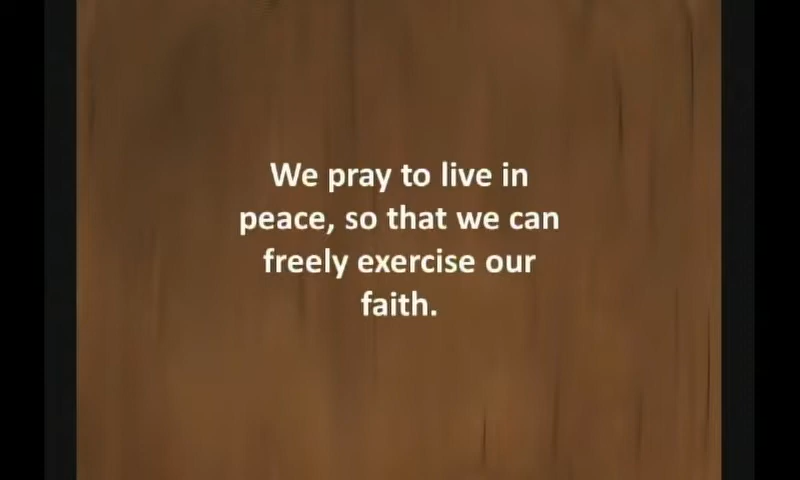 We pray to live in
peace, so that we can
freely exercise our
faith.